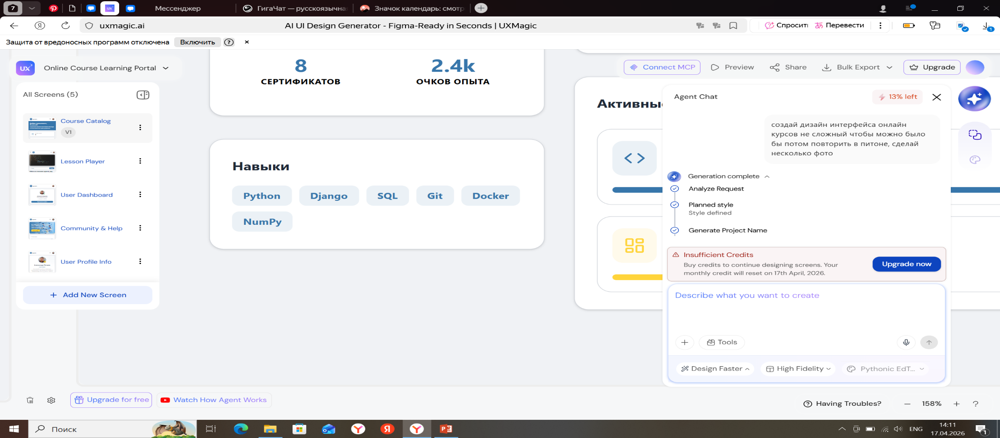 7
Мессенджер
ГигаЧат — русскоязычна
Значок календарь: смотр
uxmagic.ai
AI UI Design Generator - Figma-Ready in Seconds | UXMagic
Спросить
Перевести
1
Защита от вредоносных программ отключена
Включить
UX
Online Course Learning Portal
8
СЕРТИФИКАТОВ
2.4k
ОЧКОВ ОПЫТА
Connect MCP
Preview
Share
Bulk Export
Upgrade
All Screens (5)
Course Catalog
V1
Lesson Player
User Dashboard
Community & Help
User Profile Info
+ Add New Screen
Навыки
Python
Django
SQL
Git
Docker
NumPy
Активны
Agent Chat
13% left
создай дизайн интерфейса онлайн
курсов не сложный чтобы можно было
бы потом повторить в питоне, сделай
несколько фото
Generation complete
Analyze Request
Planned style
Style defined
Generate Project Name
Insufficient Credits
Buy credits to continue designing screens. Your
monthly credit will reset on 17th April, 2026.
Upgrade now
Describe what you want to create
Tools
Design Faster
High Fidelity
Pythonic EdT...
Upgrade for free
Watch How Agent Works
Having Troubles?
158%
Поиск
ENG
14:11
17.04.2026
1